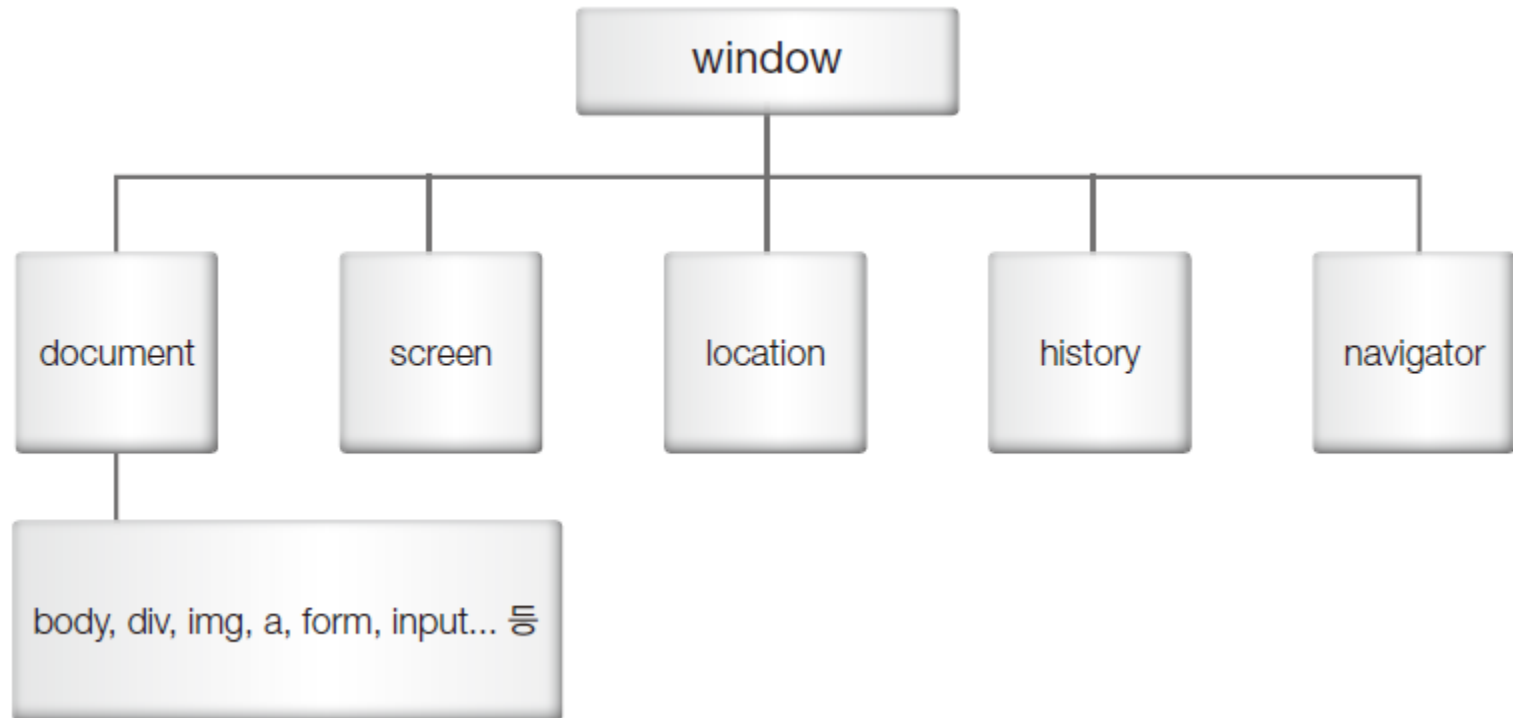 window
document
screen
location
history
navigator
body, div, img, a, form, input... 등